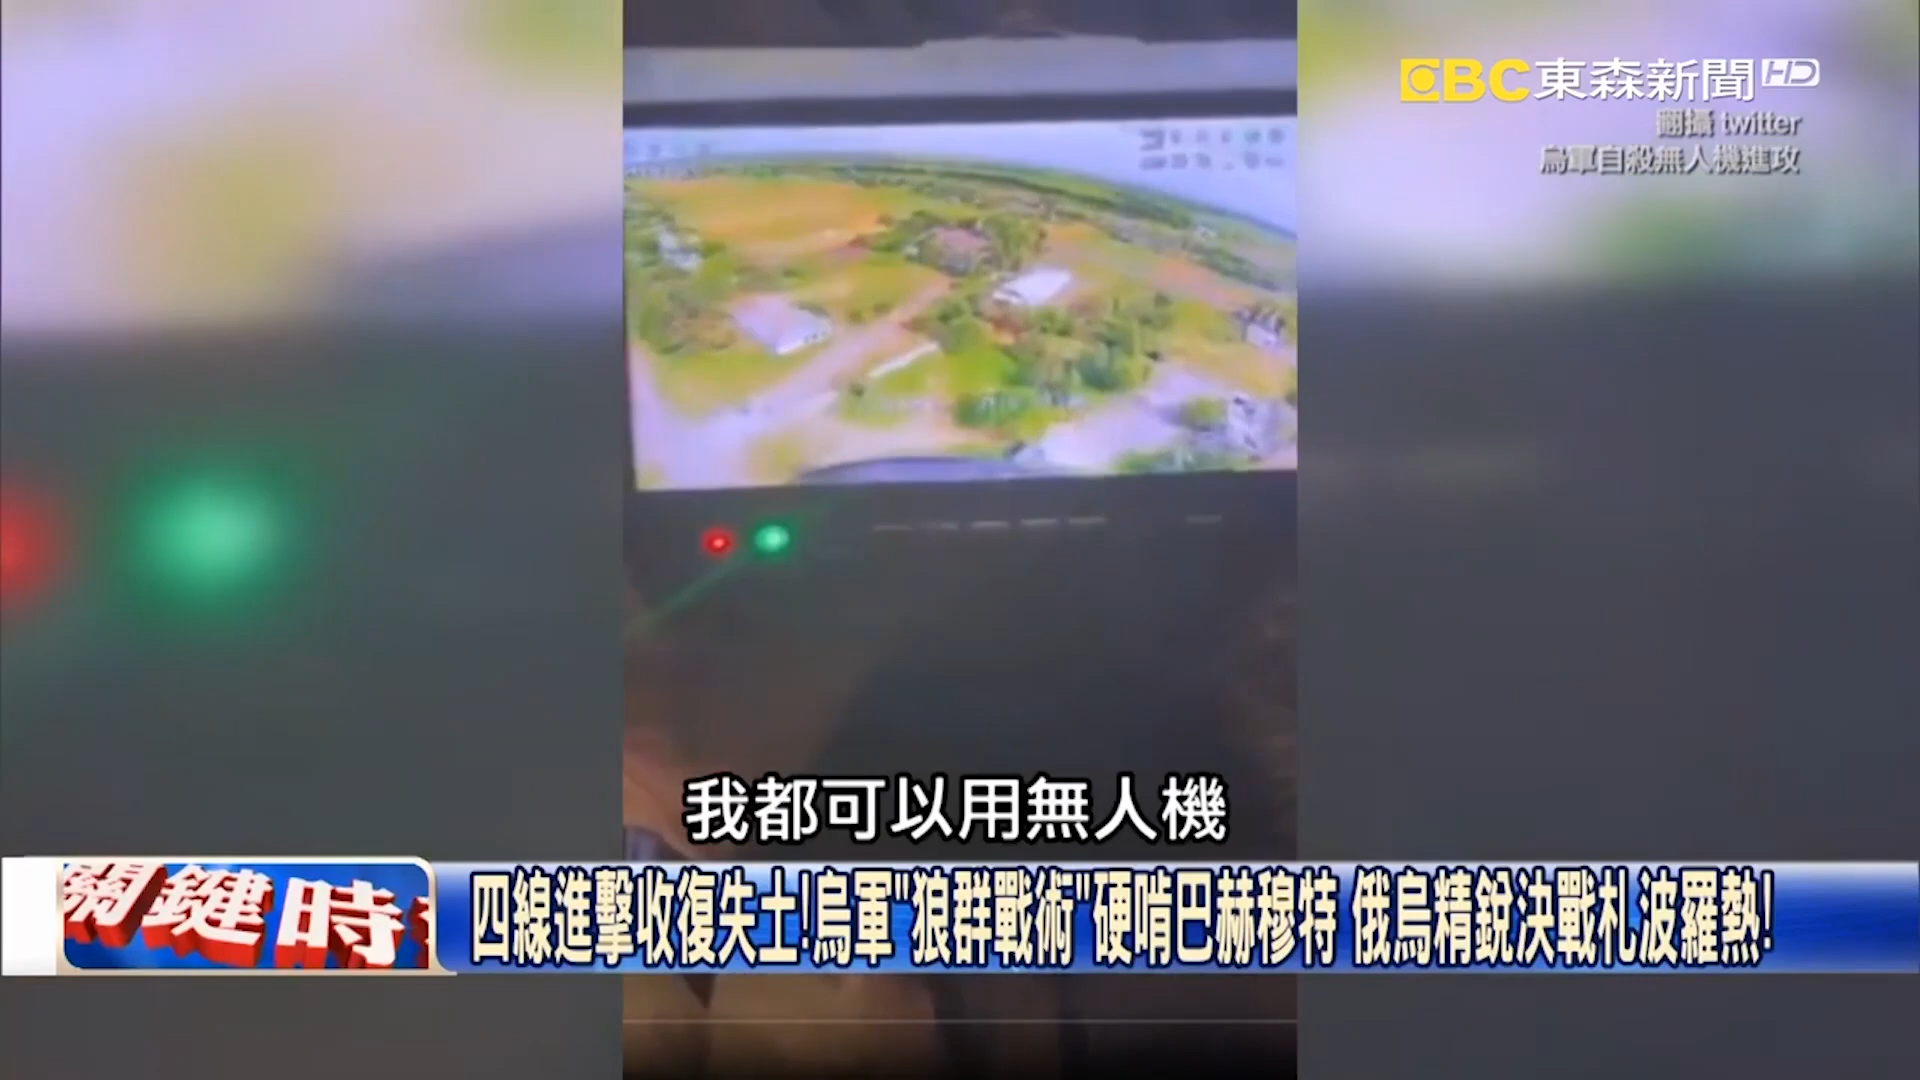 EBC東森新聞HD
翻攝 twitter
烏軍自殺無人機進攻
我都可以用無人機
關鍵時
四線進擊收復失土!烏軏"狼群戰術"硬啃巴赫穆特 俄烏精銳決戰札波羅熱!